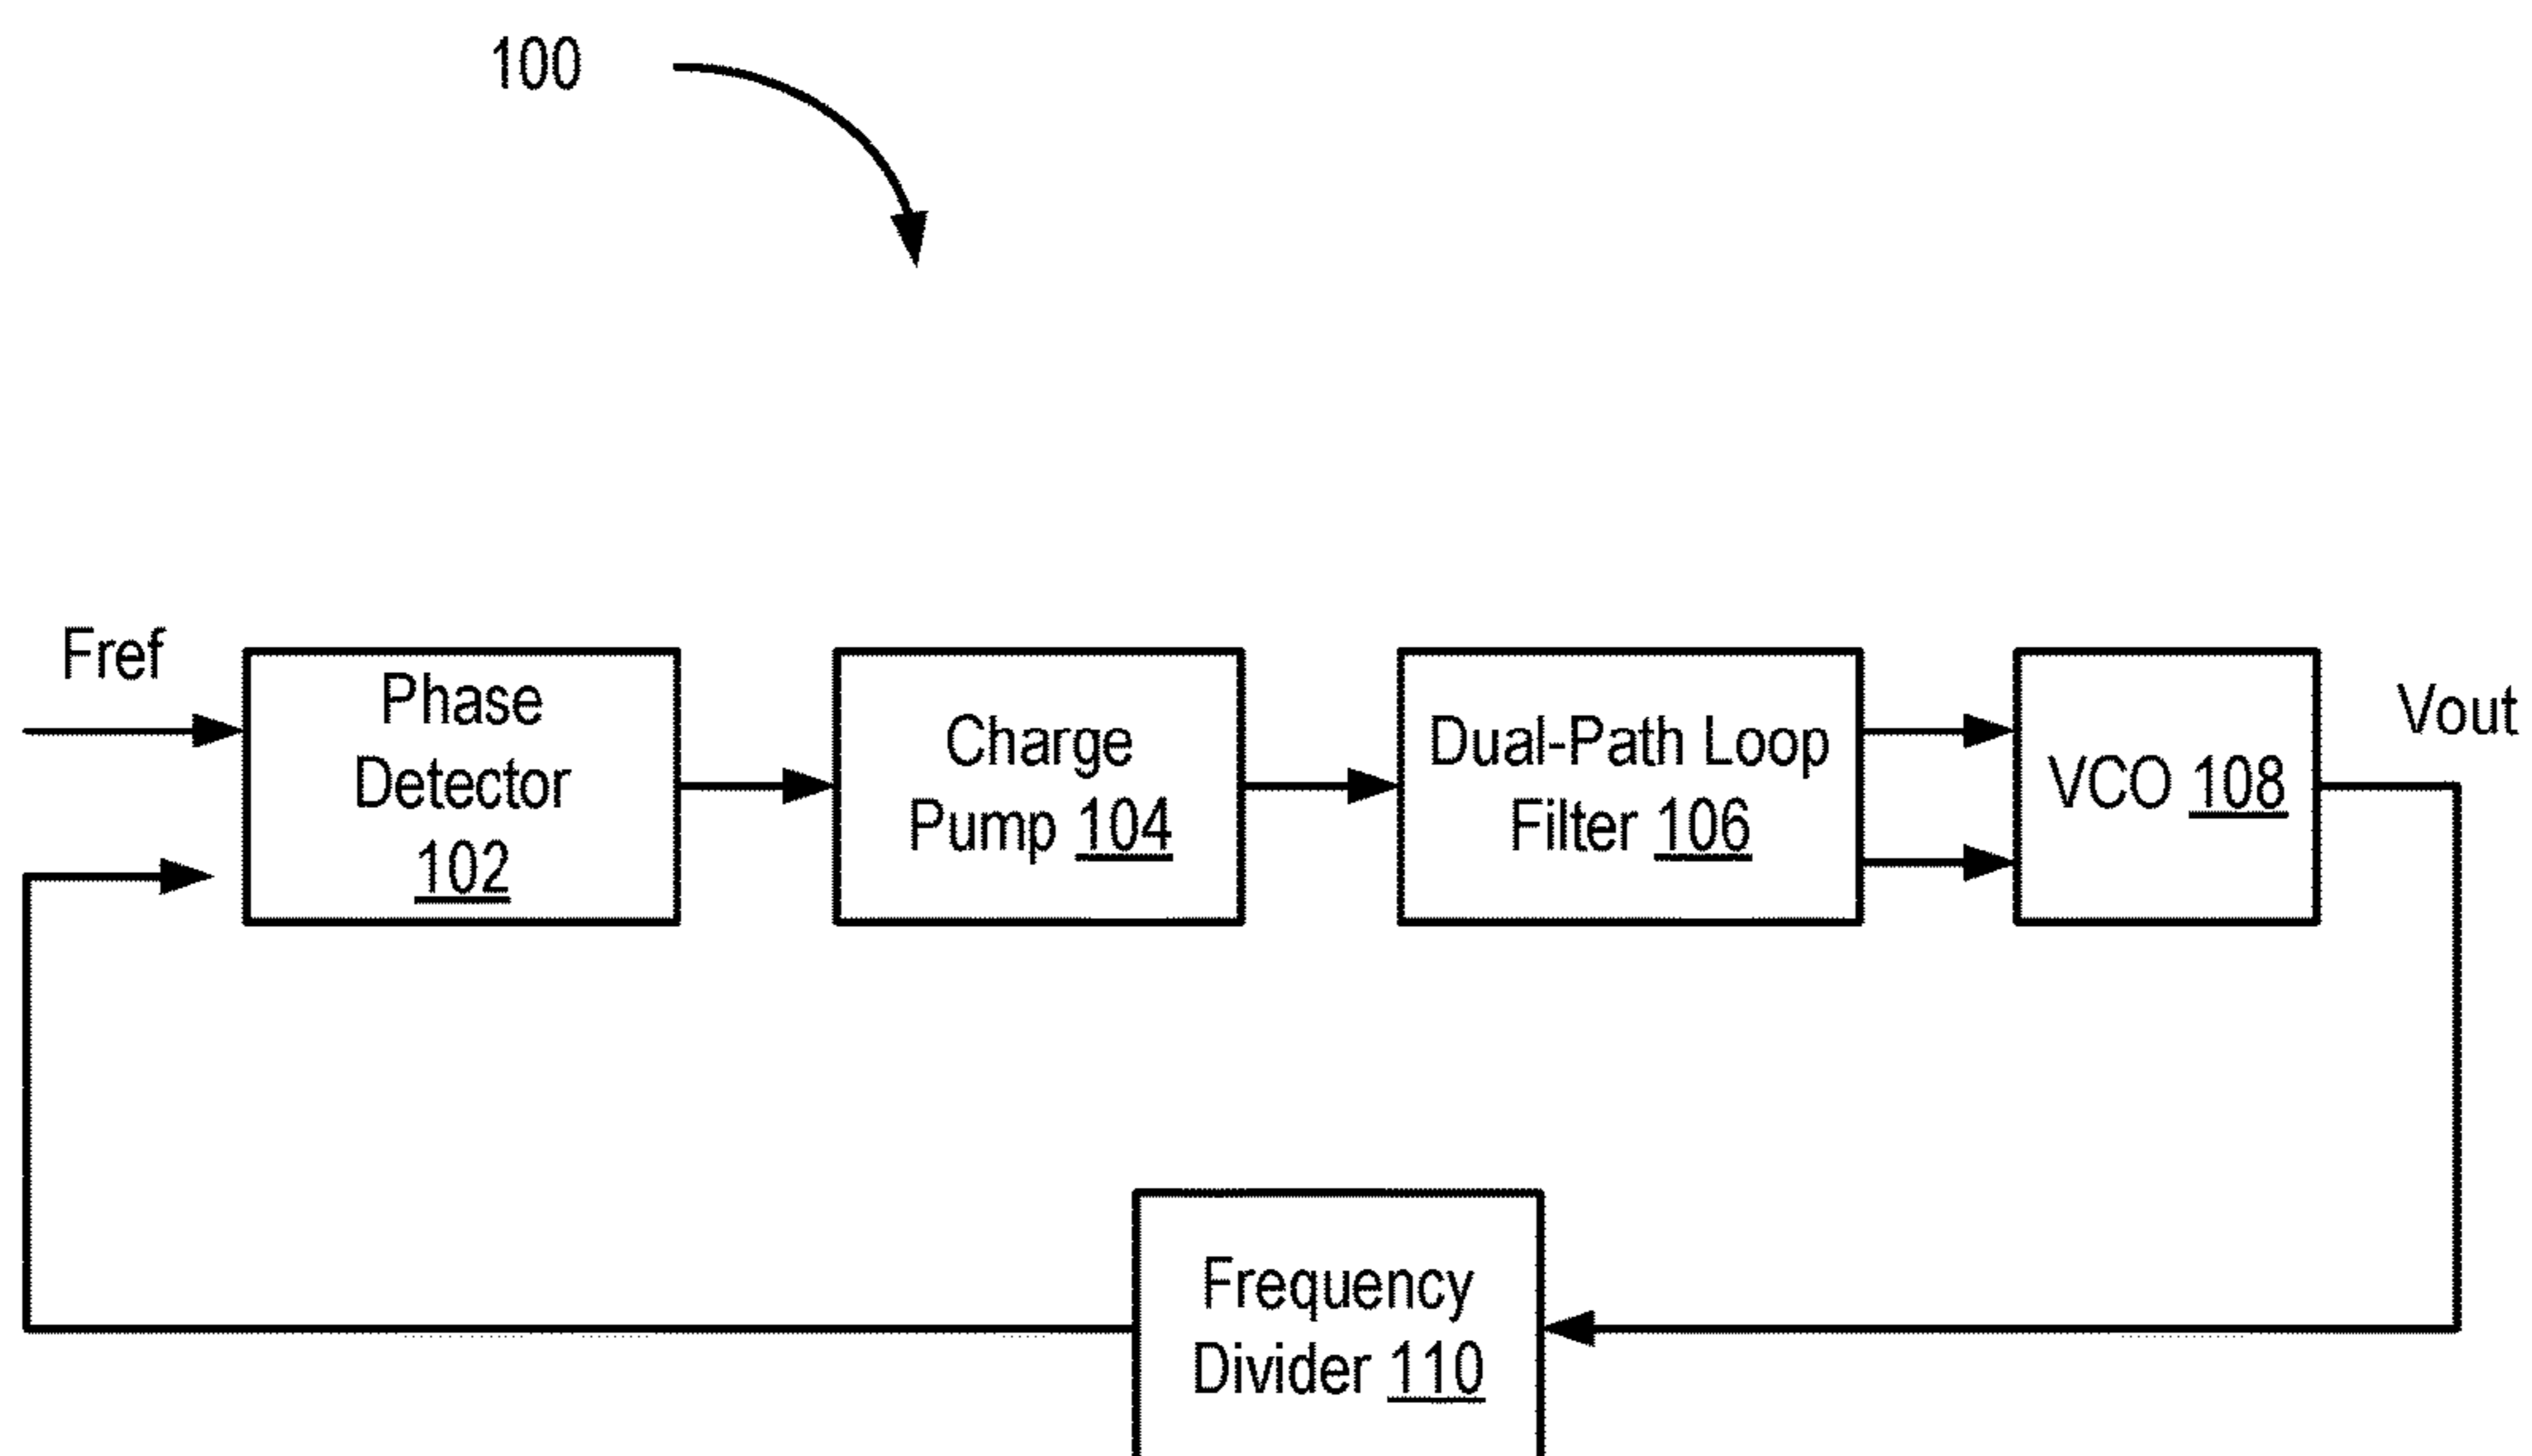 100
Fref
Phase
Detector
102
Charge
Pump 104
Dual-Path Loop
Filter 106
VCO 108
Vout
Frequency
Divider 110